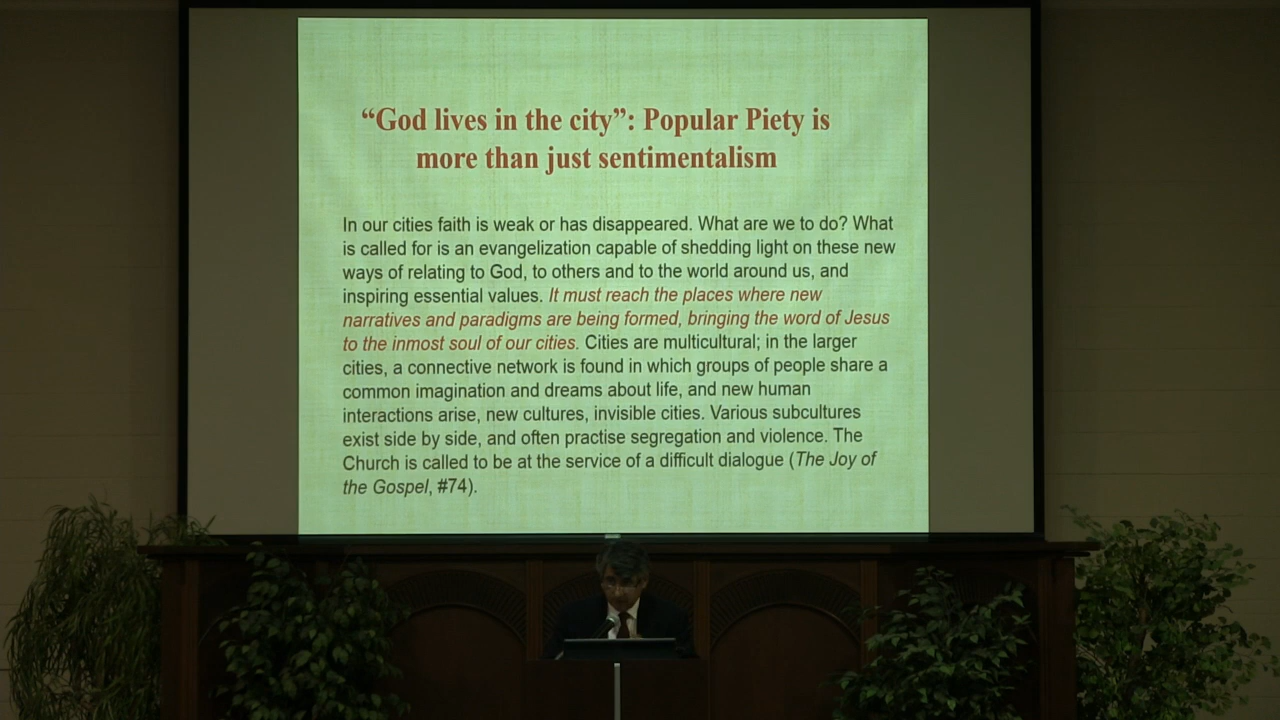 “God lives in the city”: Popular Piety is
more than just sentimentalism
In our cities faith is weak or has disappeared. What are we to do? What
is called for is an evangelization capable of shedding light on these new
ways of relating to God, to others and to the world around us, and
inspiring essential values. It must reach the places where new
narratives and paradigms are being formed, bringing the word of Jesus
to the inmost soul of our cities. Cities are multicultural; in the larger
cities, a connective network is found in which groups of people share a
common imagination and dreams about life, and new human
interactions arise, new cultures, invisible cities. Various subcultures
exist side by side, and often practise segregation and violence. The
Church is called to be at the service of a difficult dialogue (The Joy of
the Gospel, #74).